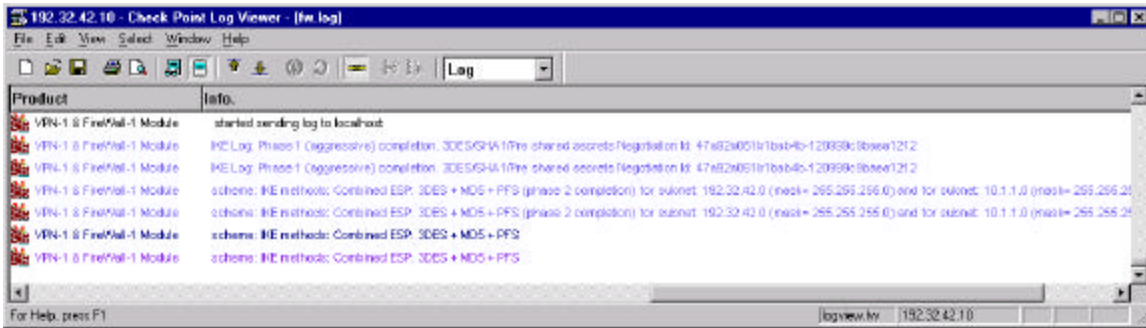 192.32.42.10 - Check Point Log Viewer - [fw.log]
File Edit View Select Window Help
Log
Product Info.
VPN-1 & FireWall-1 Module started sending log to localhost
VPN-1 & FireWall-1 Module IKE Log: Phase 1 (aggressive) completion. 3DES/SHA1/Pre shared secrets Negotiation Id:
VPN-1 & FireWall-1 Module IKE Log: Phase 1 (aggressive) completion. 3DES/SHA1/Pre shared secrets Negotiation Id:
VPN-1 & FireWall-1 Module scheme: IKE methods: Combined ESP: 3DES + MD5 + PFS (phase 2 completion) for subnet: 192.32.42.0 (mask= 255.255.255.0) and for subnet: 10.1.1.0 (mask= 255.255.2
VPN-1 & FireWall-1 Module scheme: IKE methods: Combined ESP: 3DES + MD5 + PFS (phase 2 completion) for subnet: 192.32.42.0 (mask= 255.255.255.0) and for subnet: 10.1.1.0 (mask= 255.255.2
VPN-1 & FireWall-1 Module scheme: IKE methods: Combined ESP: 3DES + MD5 + PFS
VPN-1 & FireWall-1 Module scheme: IKE methods: Combined ESP: 3DES + MD5 + PFS
For Help, press F1 logview.fw 192.32.42.10